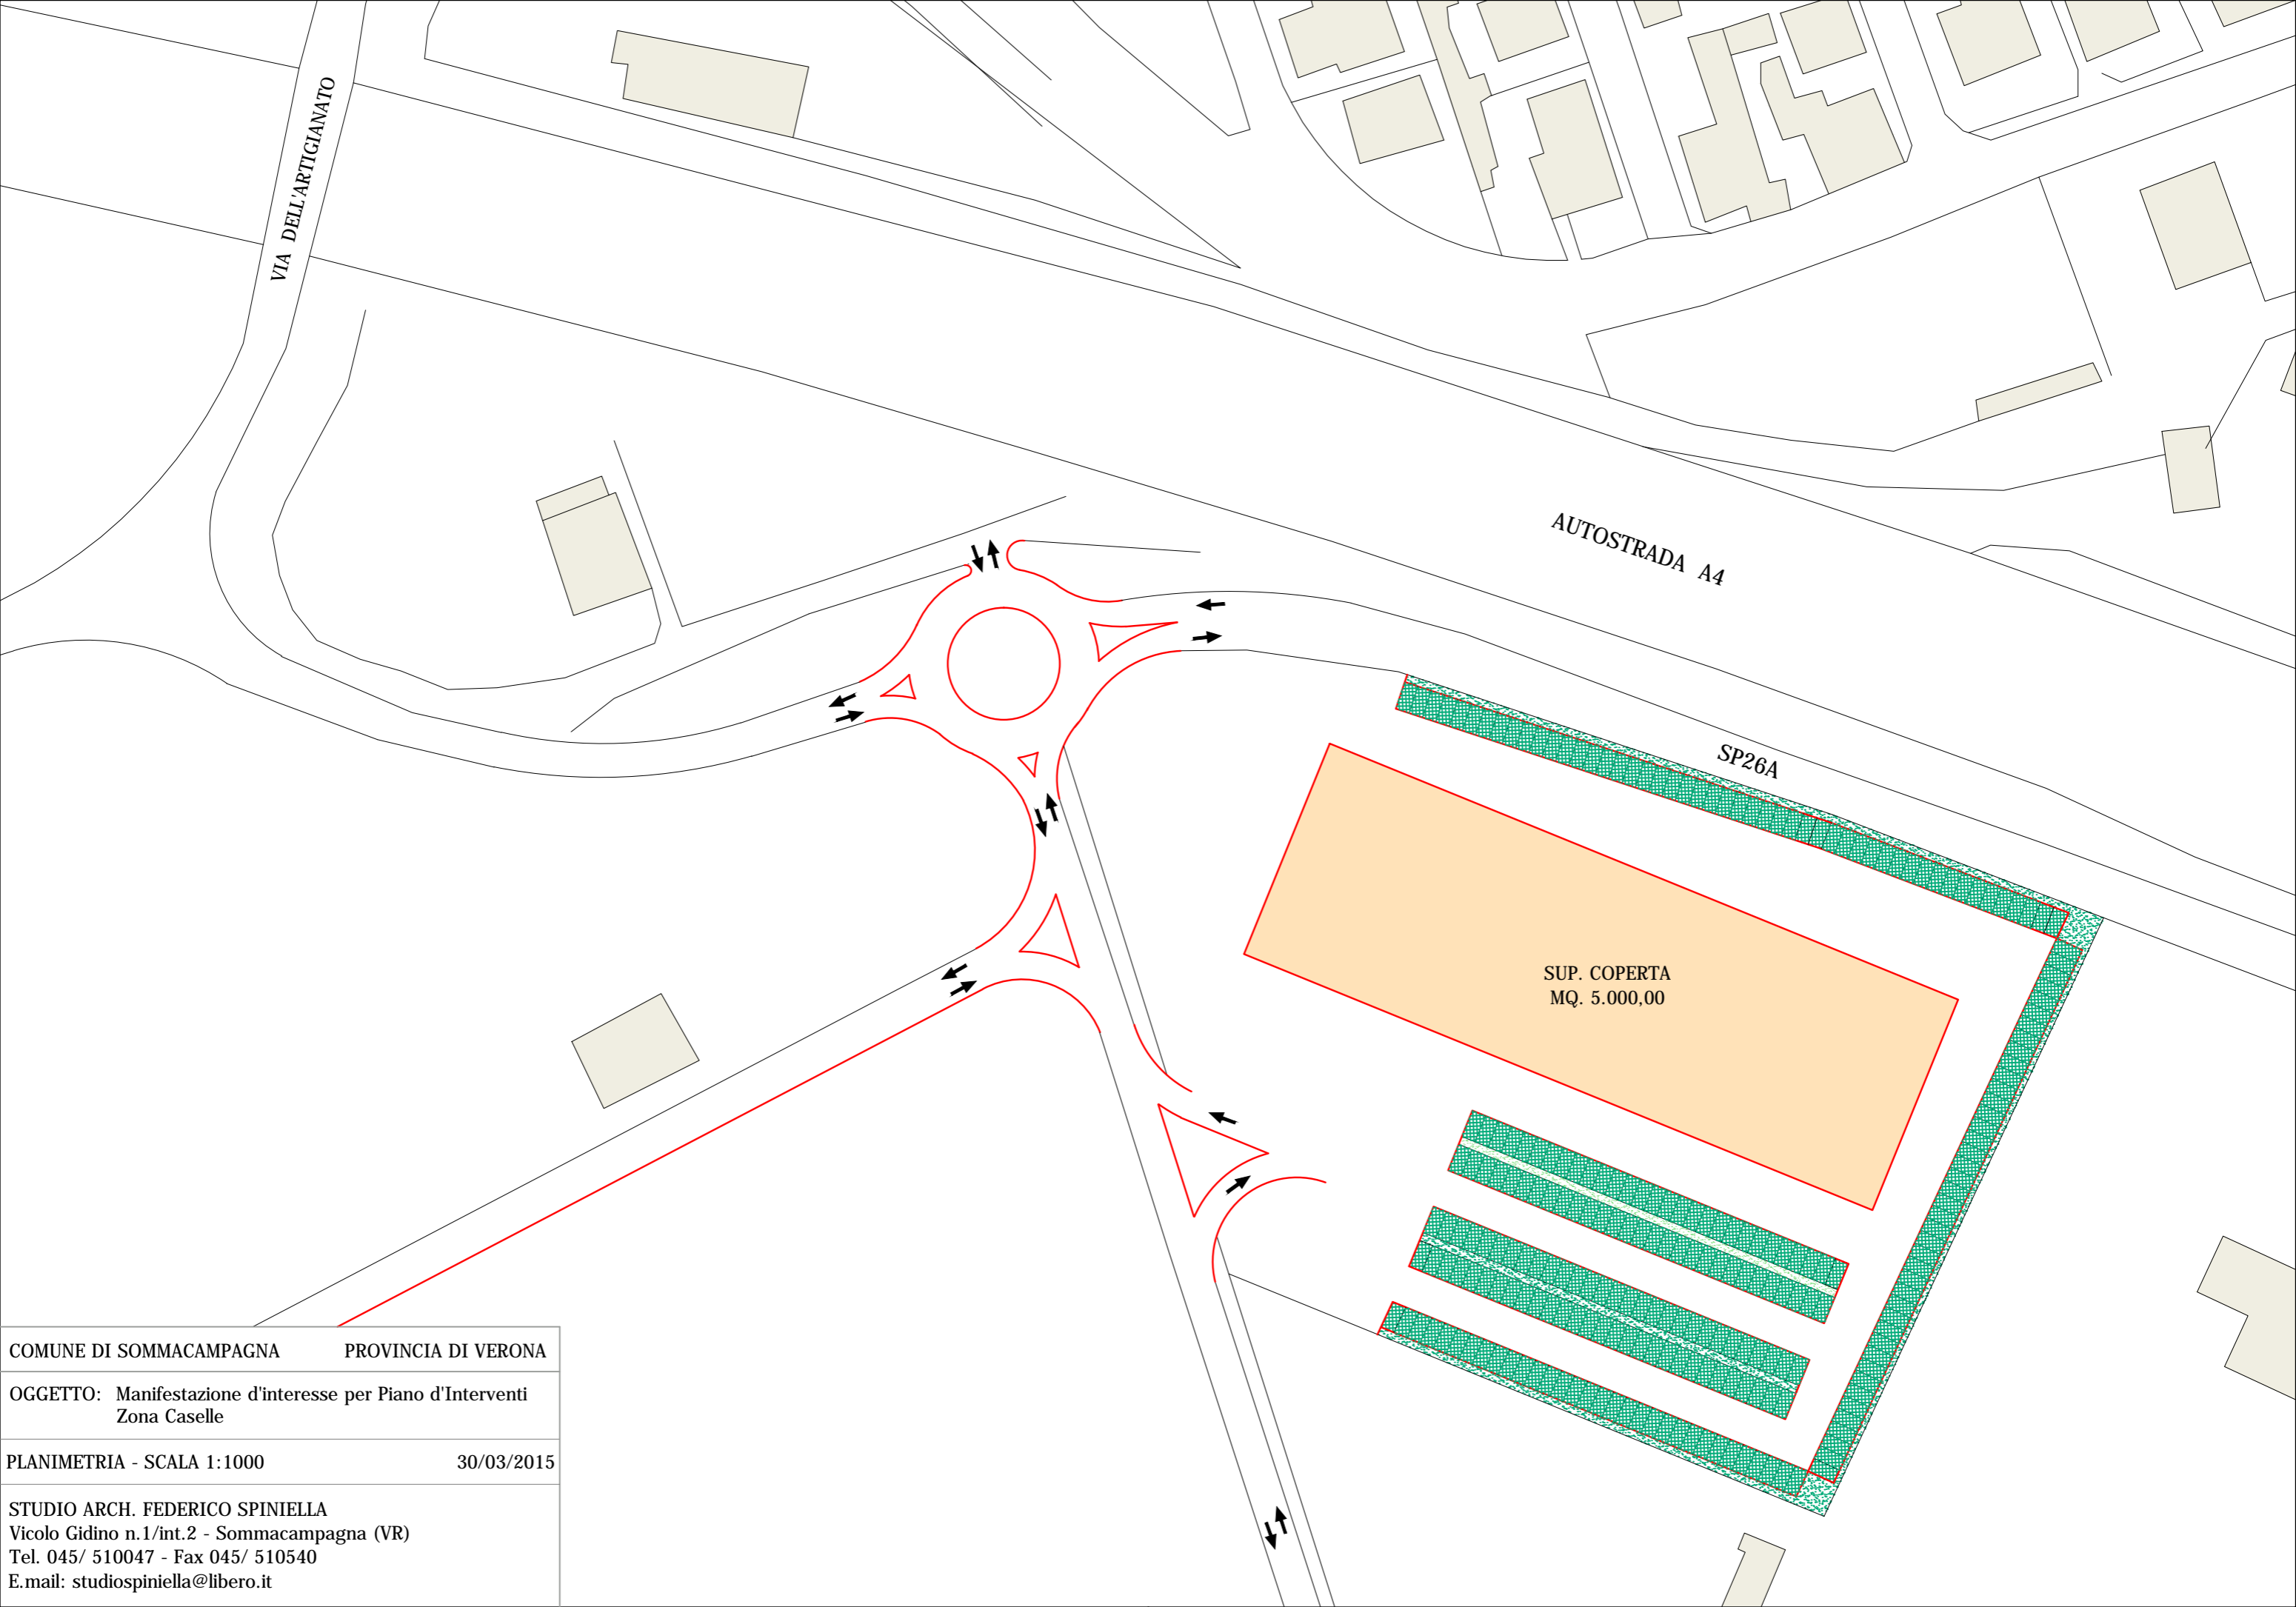 VIA DELL'ARTIGIANATO
AUTOSTRADA A4
SP26A
SUP. COPERTA
MQ. 5.000,00
COMUNE DI SOMMACAMPAGNA PROVINCIA DI VERONA
OGGETTO: Manifestazione d'interesse per Piano d'Interventi
Zona Caselle
PLANIMETRIA - SCALA 1:1000 30/03/2015
STUDIO ARCH. FEDERICO SPINIELLA
Vicolo Gidino n.1/int.2 - Sommacampagna (VR)
Tel. 045/ 510047 - Fax 045/ 510540
E.mail: studiospiniella@libero.it